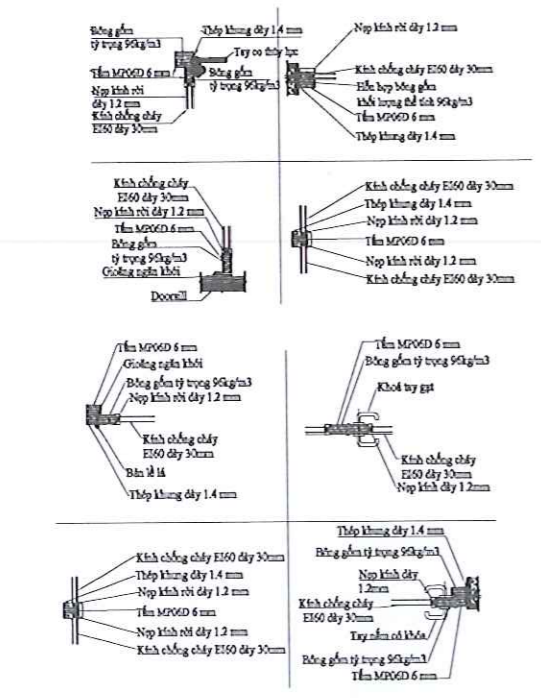 Bông gốm
tỷ trọng 96kg/m3
Tấm MP06D 6 mm
Nẹp kính rời
dày 1.2 mm
Kính chống cháy
EI60 dày 30mm
Thép khung dày 1.4 mm
Tay co thủy lực
Bông gốm
tỷ trọng 96kg/m3
Nẹp kính rời dày 1.2 mm
Kính chống cháy EI60 dày 30mm
Hỗn hợp bông gốm
khối lượng thể tích 96kg/m3
Tấm MP06D 6 mm
Thép khung dày 1.4 mm
Kính chống cháy
EI60 dày 30mm
Nẹp kính rời dày 1.2 mm
Tấm MP06D 6 mm
Bông gốm
tỷ trọng 96kg/m3
Gioăng ngăn khói
Doorsill
Kính chống cháy EI60 dày 30mm
Thép khung dày 1.4 mm
Nẹp kính rời dày 1.2 mm
Tấm MP06D 6 mm
Nẹp kính rời dày 1.2 mm
Kính chống cháy EI60 dày 30mm
Tấm MP06D 6 mm
Gioăng ngăn khói
Bông gốm tỷ trọng 96kg/m3
Nẹp kính rời dày 1.2 mm
Kính chống cháy
EI60 dày 30mm
Bản lề lá
Thép khung dày 1.4 mm
Tấm MP06D 6 mm
Bông gốm tỷ trọng 96kg/m3
Khoá tay gạt
Kính chống cháy
EI60 dày 30mm
Nẹp kính dày 1.2mm
Kính chống cháy EI60 dày 30mm
Thép khung dày 1.4 mm
Nẹp kính rời dày 1.2 mm
Tấm MP06D 6 mm
Nẹp kính rời dày 1.2 mm
Kính chống cháy EI60 dày 30mm
Thép khung dày 1.4 mm
Bông gốm tỷ trọng 96kg/m3
Nẹp kính dày
1.2mm
Kính chống cháy
EI60 dày 30mm
Tay nắm có khóa
Bông gốm tỷ trọng 96kg/m3
Tấm MP06D 6 mm